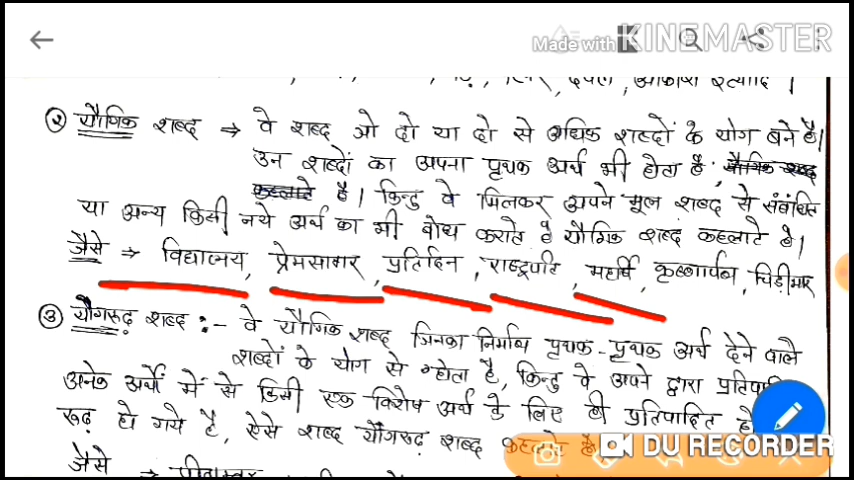 Made with KINEMASTER
देवता, आकाश इत्यादि।
② यौगिक शब्द → वे शब्द जो दो या दो से अधिक शब्दों के योग बने है।
उन शब्दों का अपना पृथक अर्थ भी होता है, यौगिक शब्द
कहलाते है। किन्तु वे मिलकर अपने मूल शब्द से संबंधित
या अन्य किसी नये अर्थ का भी बोध कराते है यौगिक शब्द कहलाते है।
जैसे → विद्यालय, प्रेमसागर, प्रतिदिन, राष्ट्रपति, महर्षि, कृष्णार्पण, चिड़ीमार
③ योगरूढ़ शब्द :- वे यौगिक शब्द जिनका निर्माण पृथक-पृथक अर्थ देने वाले
शब्दों के योग से होता है, किन्तु वे अपने द्वारा
अनेक अर्थों में से किसी एक विशेष अर्थ के लिए ही प्रतिपादित
रूढ़ हो गये है, ऐसे शब्द योगरूढ़ शब्द कहलाते है
DU RECORDER
जैसे → पीताम्बर